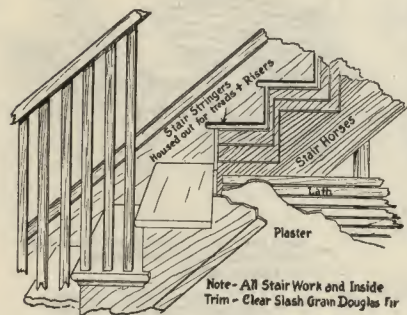 Stair Stringers
Housed out for treads + Risers
Stair Horses
Lath
Plaster
Note - All Stair Work and Inside
Trim - Clear Slash Grain Douglas Fir